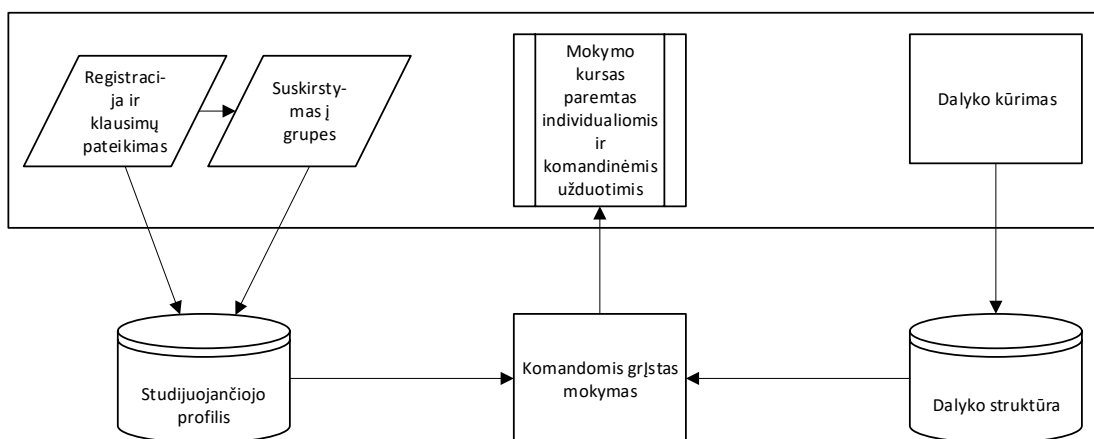 Registraci-
ja ir
klausimų
pateikimas
Suskirsty-
mas į
grupes
Mokymo
kursas
paremtas
individualiomis
ir
komandinėmis
užduotimis
Dalyko kūrimas
Studijuojančiojo
profilis
Komandomis grĮstas
mokymas
Dalyko struktūra